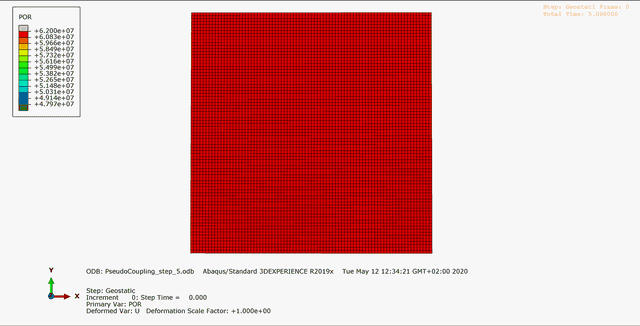 POR
+6.200e+07
+6.083e+07
+5.966e+07
+5.849e+07
+5.732e+07
+5.616e+07
+5.499e+07
+5.382e+07
+5.265e+07
+5.148e+07
+5.031e+07
+4.914e+07
+4.797e+07
Step: Geostati Frame: 0
Total Time: 5.000000
Y
X
ODB: PseudoCoupling_step_5.odb    Abaqus/Standard 3DEXPERIENCE R2019x    Tue May 12 12:34:21 GMT+02:00 2020
Step: Geostatic
Increment     0: Step Time =    0.000
Primary Var: POR
Deformed Var: U   Deformation Scale Factor: +1.000e+00